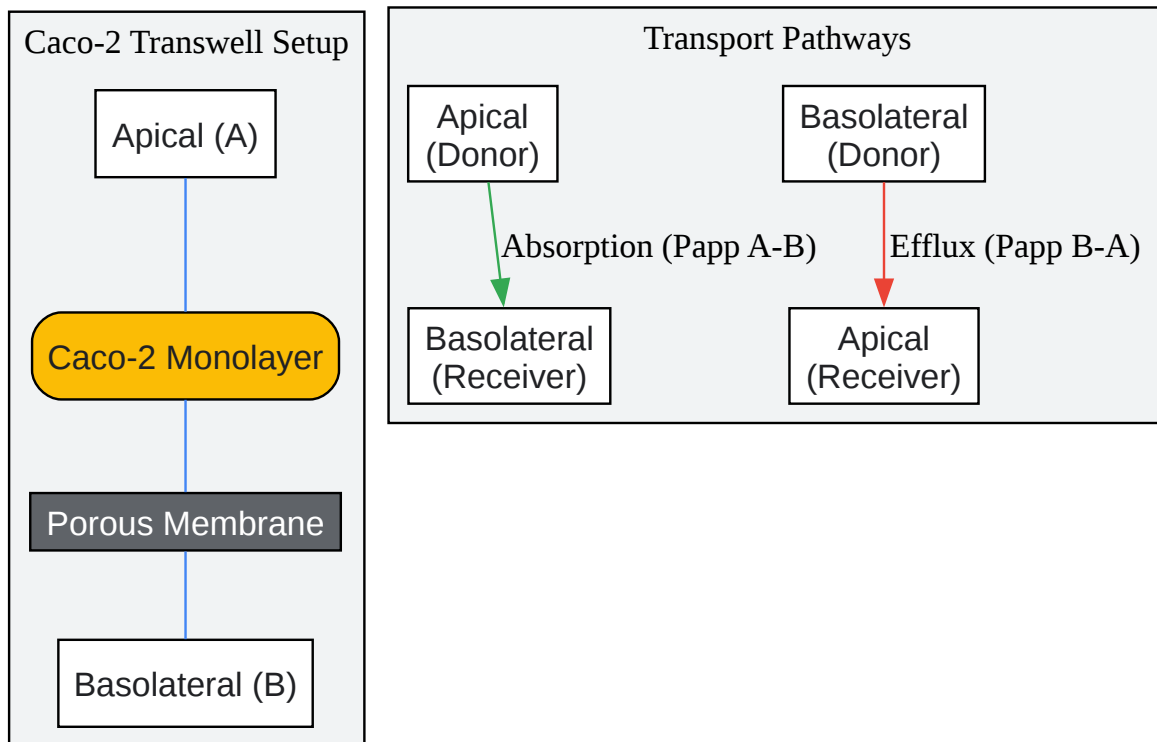 Caco-2 Transwell Setup
Apical (A)
Caco-2 Monolayer
Porous Membrane
Basolateral (B)
Transport Pathways
Apical
(Donor)
Absorption (Papp A-B)
Basolateral
(Receiver)
Basolateral
(Donor)
Efflux (Papp B-A)
Apical
(Receiver)